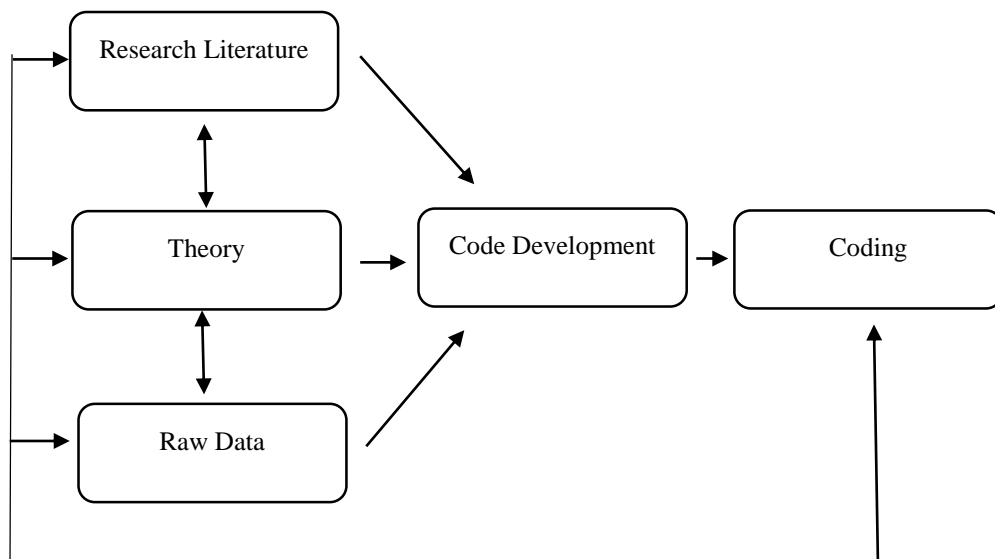 Research Literature
Theory
Code Development
Coding
Raw Data